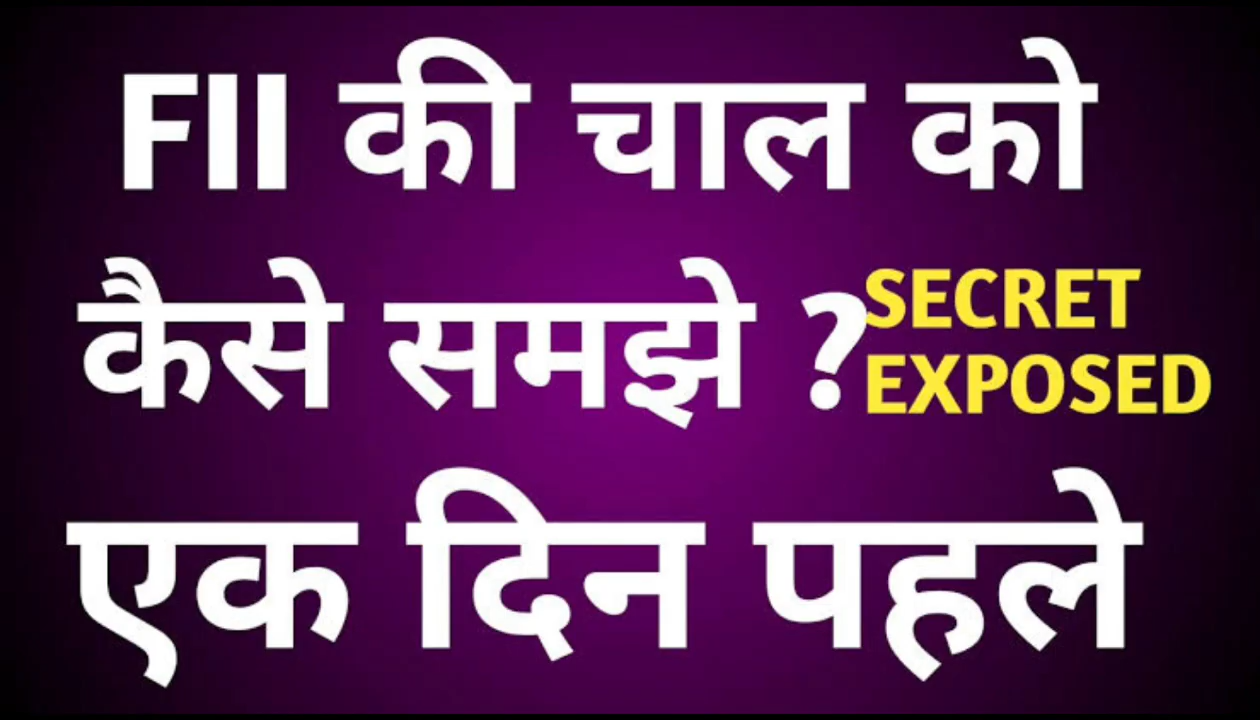 FII की चाल को
कैसे समझे ?
SECRET
EXPOSED
एक दिन पहले